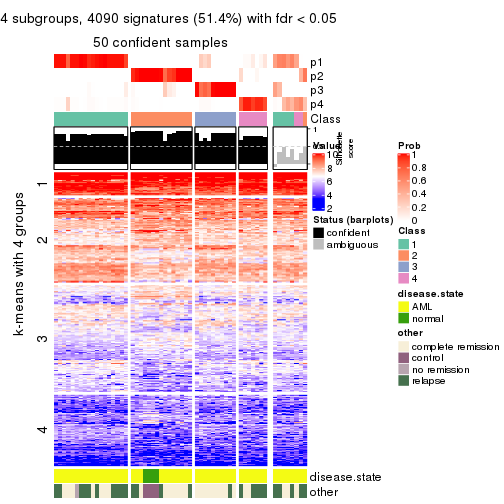 4 subgroups, 4090 signatures (51.4%) with fdr < 0.05
50 confident samples
p1
p2
p3
p4
Class
1
Silhouette
score
Value
10
8
6
4
2
Prob
1
0.8
0.6
0.4
0.2
0
Status (barplots)
confident
ambiguous
Class
1
2
3
4
disease.state
AML
normal
other
complete remission
control
no remission
relapse
k-means with 4 groups
1
2
3
4
disease.state
other